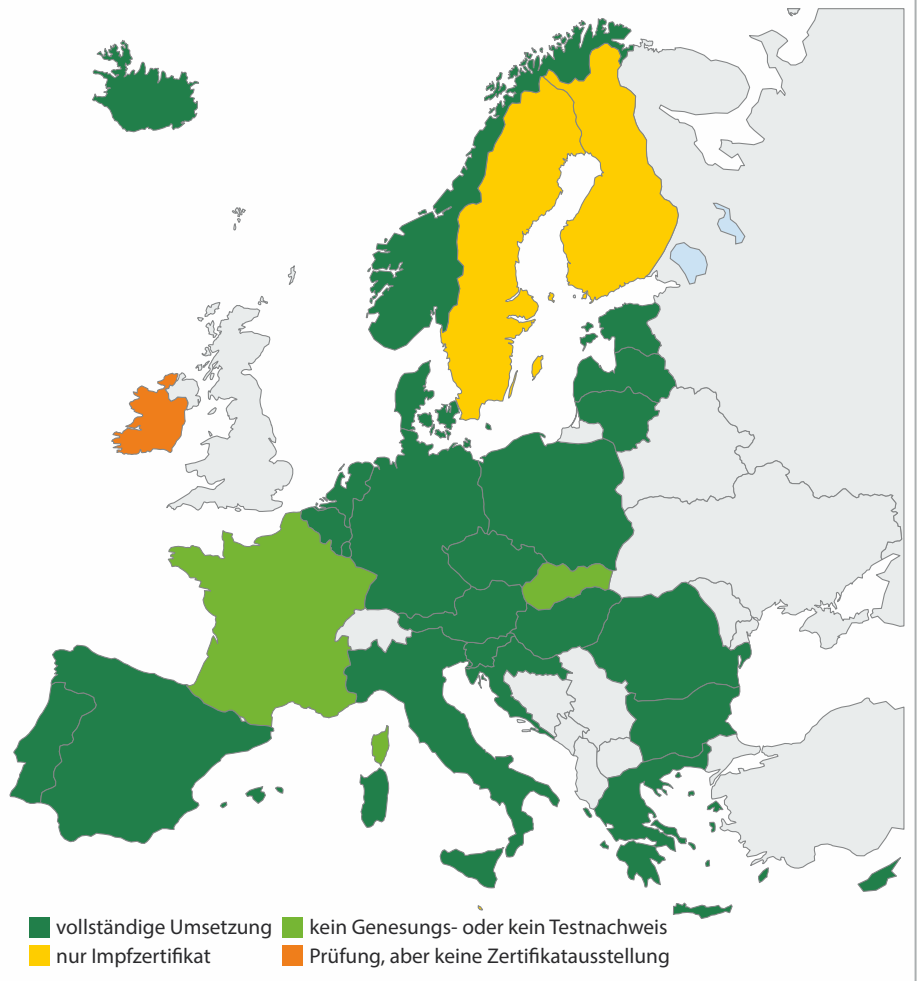 vollständige Umsetzung
kein Genesungs- oder kein Testnachweis
nur Impfzertifikat
Prüfung, aber keine Zertifikatausstellung